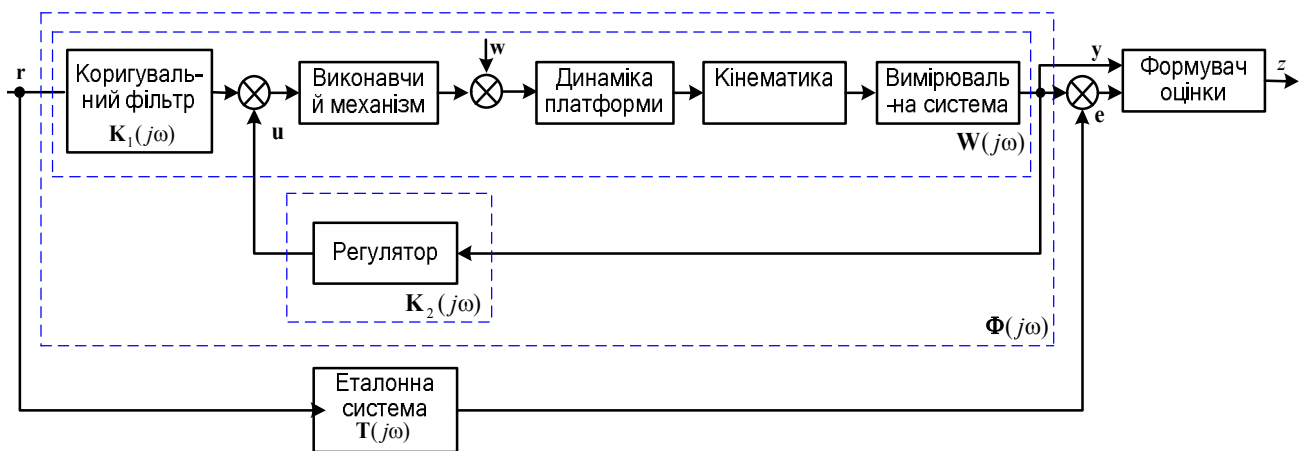 r
Коригуваль-
ний фільтр
K₁(jω)
u
Виконавчи
й механізм
w
Динаміка
платформи
Кінематика
Вимірюваль
-на система
W(jω)
y
e
Формувач
оцінки
z
Регулятор
K₂(jω)
Φ(jω)
Еталонна
система
T(jω)